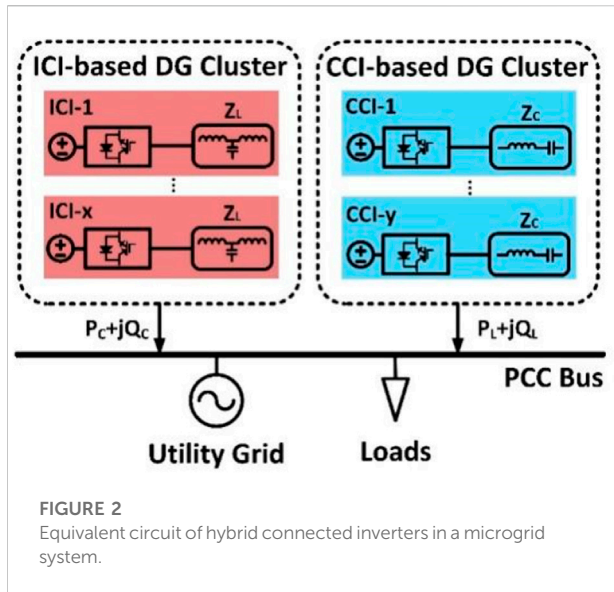 ICI-based DG Cluster
ICI-1
ZL
ICI-x
ZL
CCI-based DG Cluster
CCI-1
ZC
CCI-y
ZC
PC+jQC
PL+jQL
PCC Bus
Utility Grid
Loads
FIGURE 2
Equivalent circuit of hybrid connected inverters in a microgrid
system.